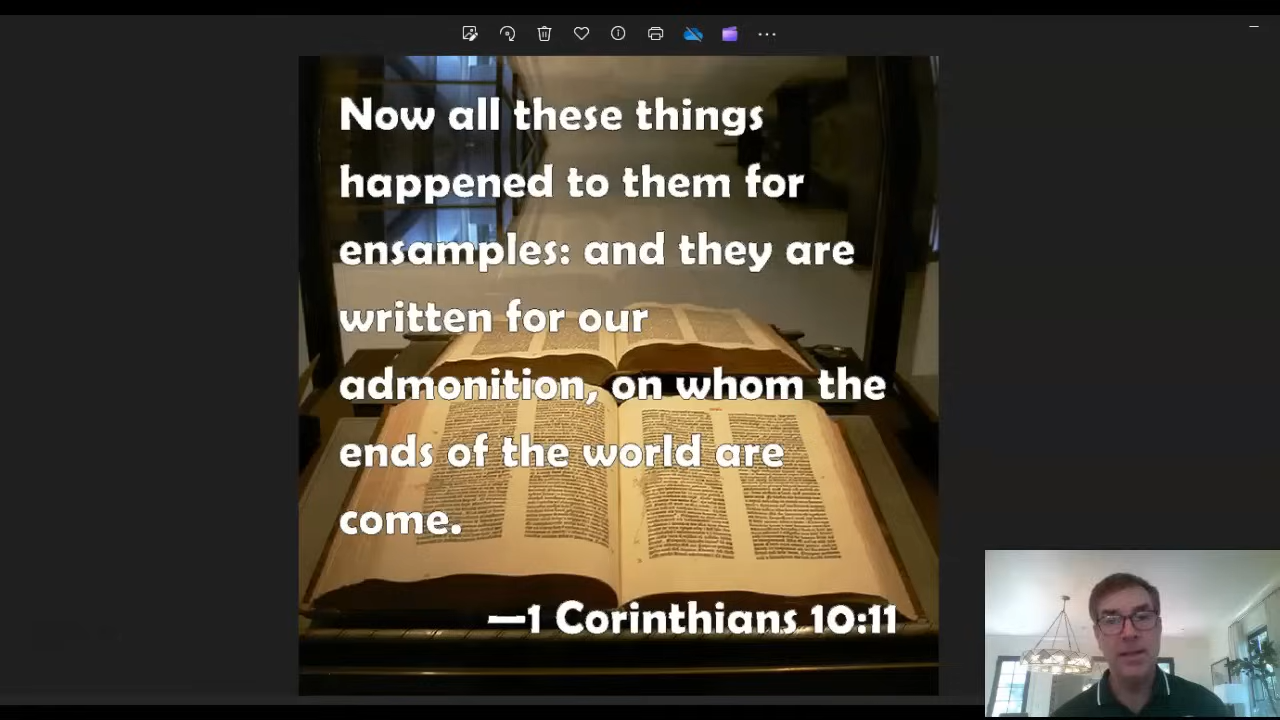 Now all these things
happened to them for
ensamples: and they are
written for our
admonition, on whom the
ends of the world are
come.
—1 Corinthians 10:11